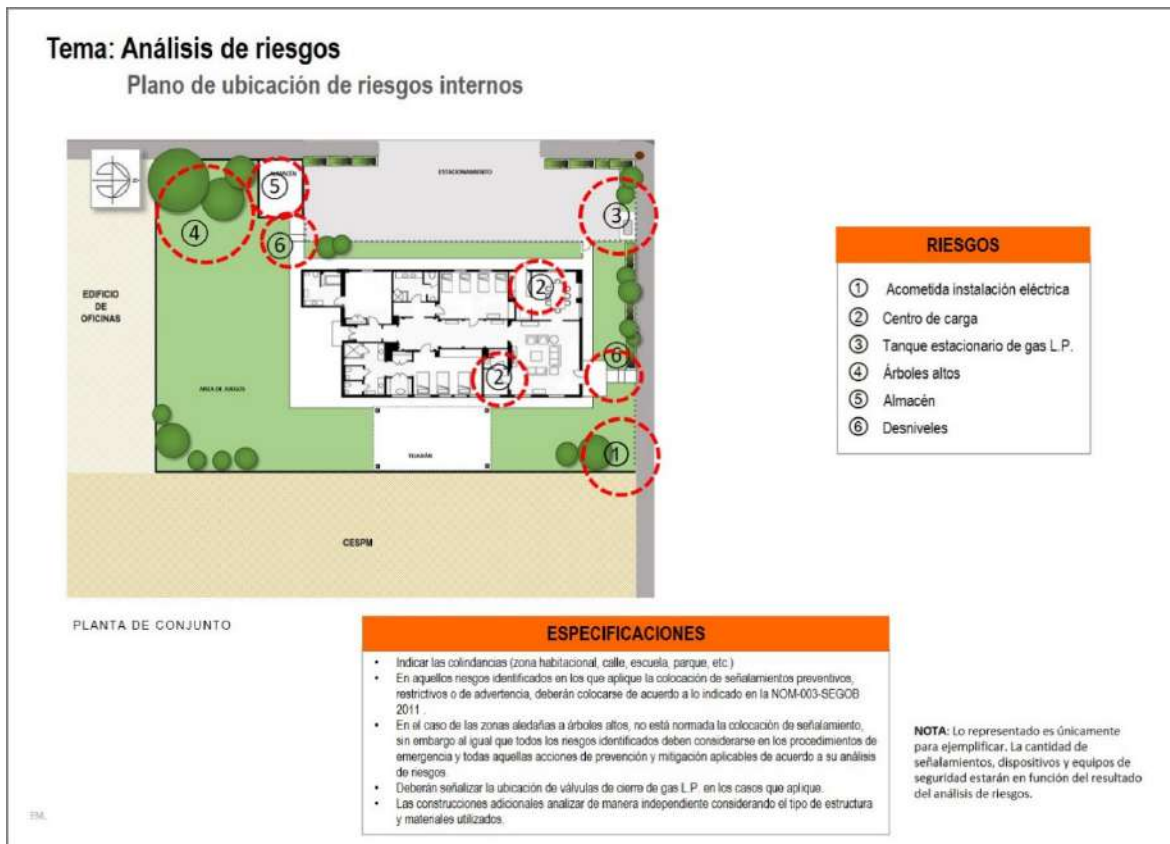 Tema: Análisis de riesgos
Plano de ubicación de riesgos internos
ESTACIONAMIENTO
5
4
6
3
2
EDIFICIO
DE
OFICINAS
AREA DE JUEGOS
2
6
1
CESPM
PLANTA DE CONJUNTO
RIESGOS
1 Acometida instalación eléctrica
2 Centro de carga
3 Tanque estacionario de gas L.P.
4 Árboles altos
5 Almacén
6 Desniveles
ESPECIFICACIONES
• Indicar las colindancias (zona habitacional, calle, escuela, parque, etc.)
• En aquellos riesgos identificados en los que aplique la colocación de señalamientos preventivos,
restrictivos o de advertencia, deberán colocarse de acuerdo a lo indicado en la NOM-003-SEGOB
2011 .
• En el caso de las zonas aledañas a árboles altos, no está normada la colocación de señalamiento,
sin embargo al igual que todos los riesgos identificados deben considerarse en los procedimientos de
emergencia y todas aquellas acciones de prevención y mitigación aplicables de acuerdo a su análisis
de riesgos.
• Deberán señalizar la ubicación de válvulas de cierre de gas L.P. en los casos que aplique.
• Las construcciones adicionales analizar de manera independiente considerando el tipo de estructura
y materiales utilizados.
NOTA: Lo representado es únicamente
para ejemplificar. La cantidad de
señalamientos, dispositivos y equipos de
seguridad estarán en función del resultado
del análisis de riesgos.